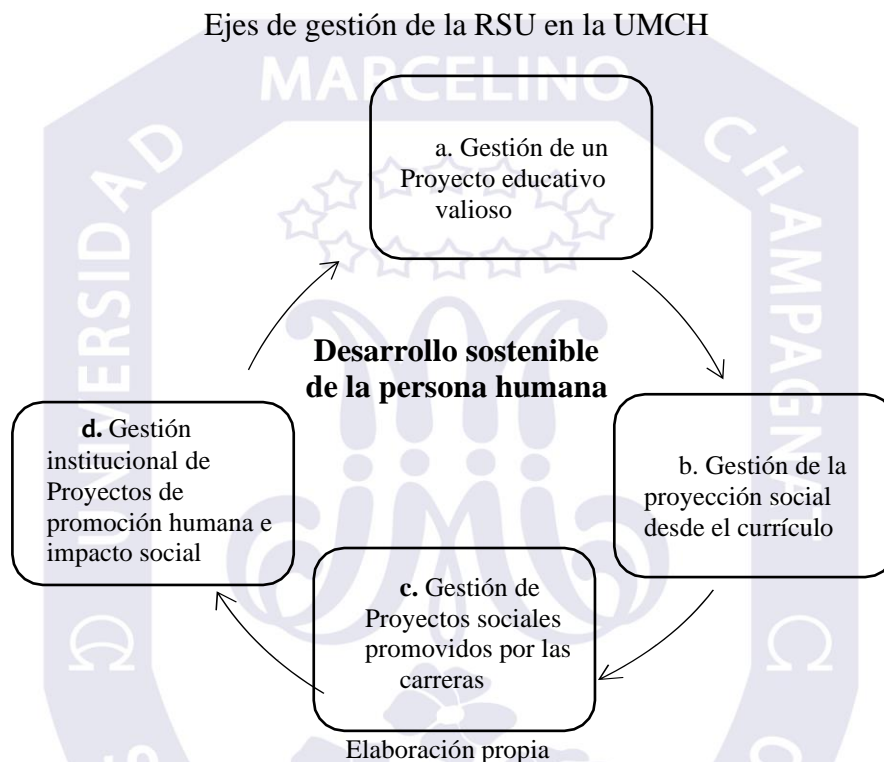 Ejes de gestión de la RSU en la UMCH
MARCELINO
UNIVERSIDAD
CHAMPAGNAT
a. Gestión de un
Proyecto educativo
valioso
Desarrollo sostenible
de la persona humana
b. Gestión de la
proyección social
desde el currículo
c. Gestión de
Proyectos sociales
promovidos por las
carreras
d. Gestión
institucional de
Proyectos de
promoción humana e
impacto social
Elaboración propia